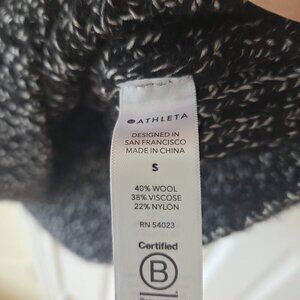 ATHLETA
DESIGNED IN
SAN FRANCISCO
MADE IN CHINA
S
40% WOOL
38% VISCOSE
22% NYLON
RN 54023
Certified
B